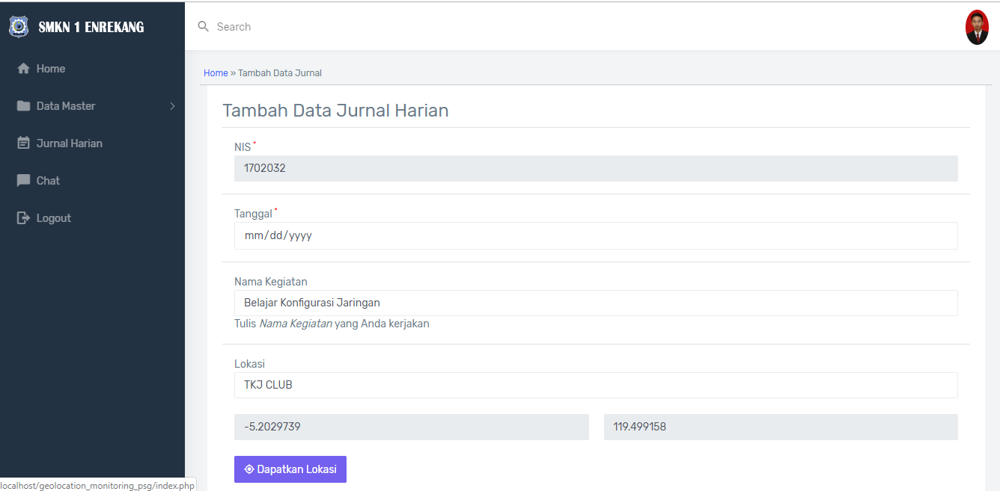 SMKN 1 ENREKANG
Search
Home
Data Master
Jurnal Harian
Chat
Logout
Home » Tambah Data Jurnal
Tambah Data Jurnal Harian
NIS *
1702032
Tanggal *
mm/dd/yyyy
Nama Kegiatan
Belajar Konfigurasi Jaringan
Tulis Nama Kegiatan yang Anda kerjakan
Lokasi
TKJ CLUB
-5.2029739 119.499158
Dapatkan Lokasi
localhost/geolocation_monitoring_psg/index.php